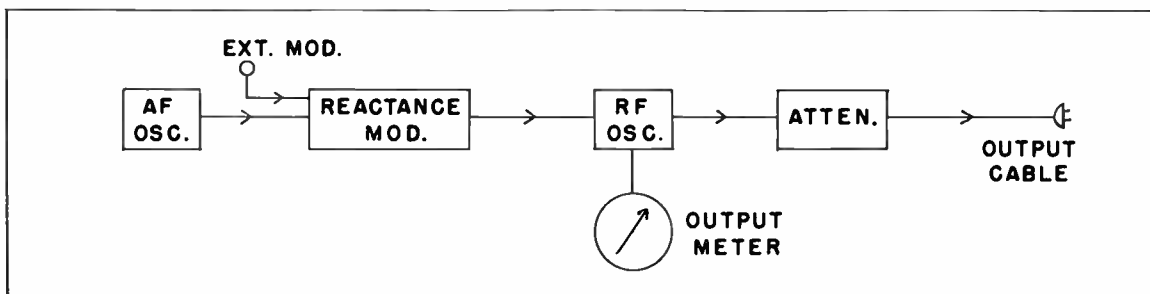 EXT. MOD.
AF
OSC.
REACTANCE
MOD.
RF
OSC.
ATTEN.
OUTPUT
CABLE
OUTPUT
METER